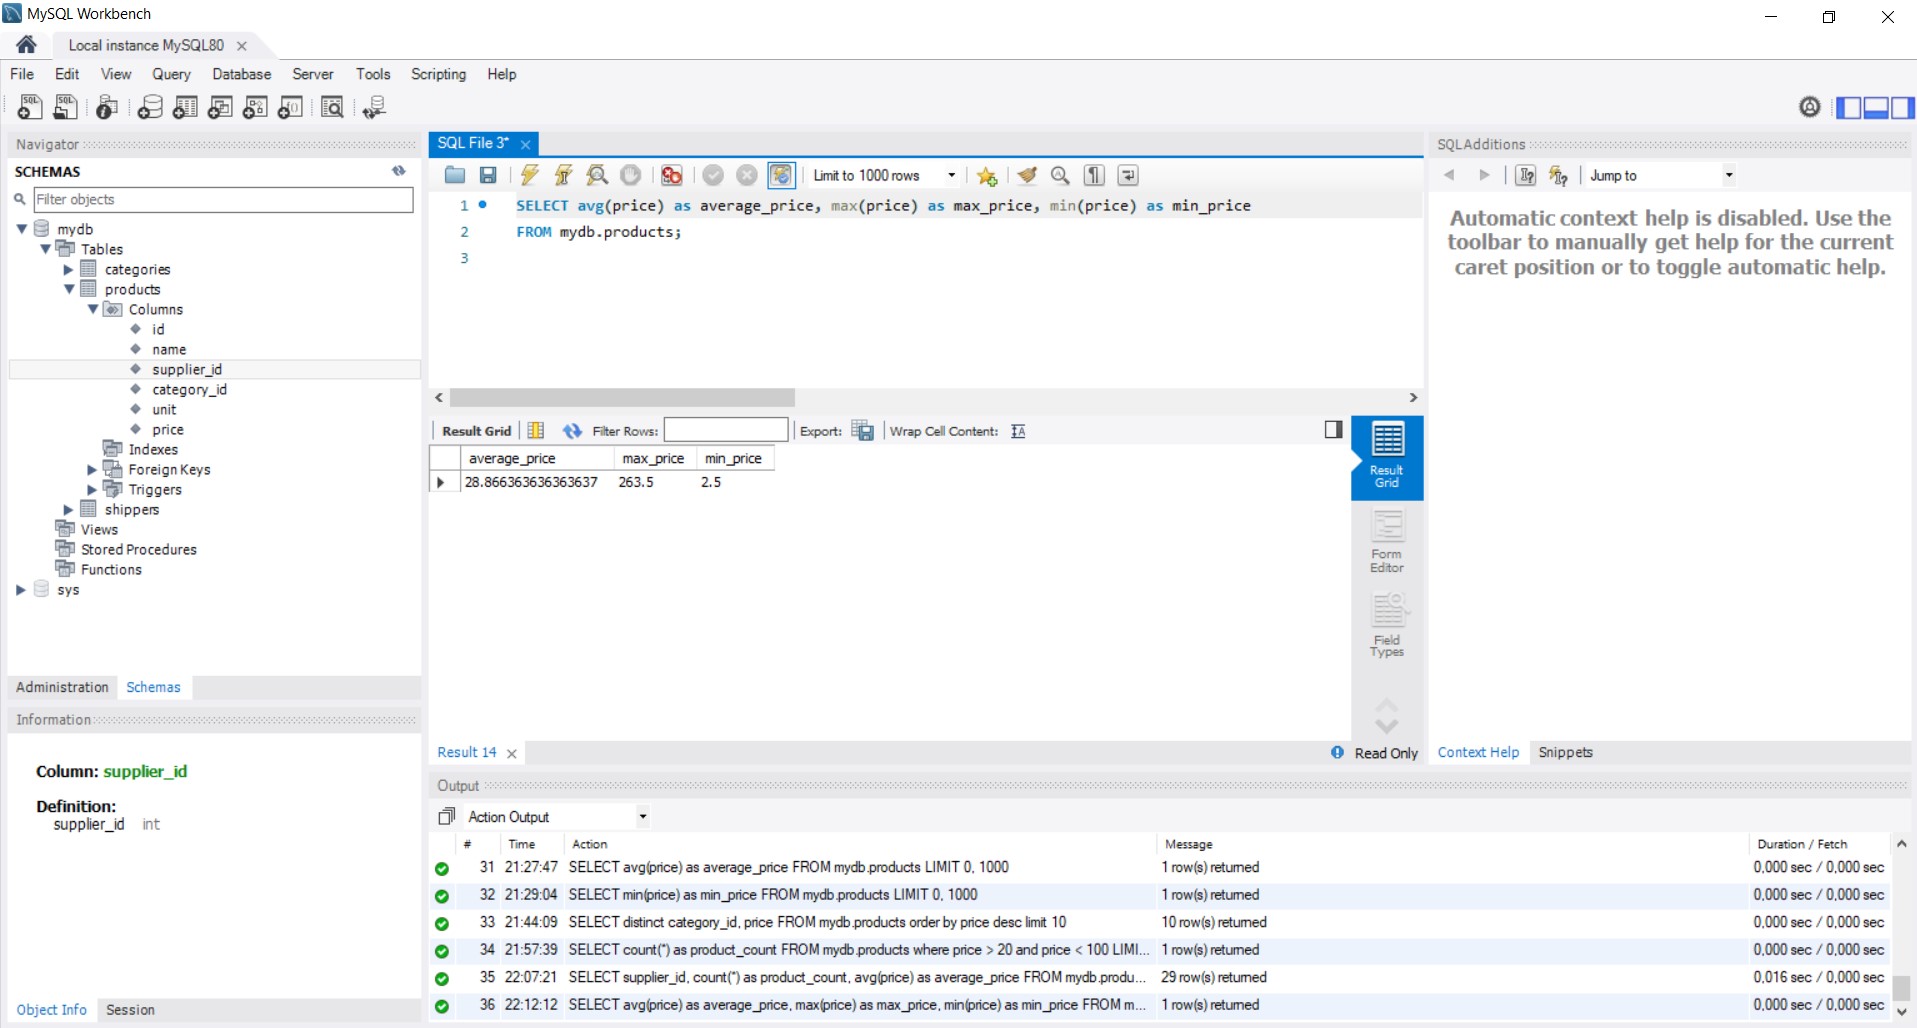 MySQL Workbench
Local instance MySQL80
File Edit View Query Database Server Tools Scripting Help
Navigator
SCHEMAS
Filter objects
mydb
Tables
categories
products
Columns
id
name
supplier_id
category_id
unit
price
Indexes
Foreign Keys
Triggers
shippers
Views
Stored Procedures
Functions
sys
Administration Schemas
Information
Column: supplier_id
Definition:
supplier_id int
Object Info Session
SQL File 3*
Limit to 1000 rows
1 SELECT avg(price) as average_price, max(price) as max_price, min(price) as min_price
2 FROM mydb.products;
3
Result Grid Filter Rows: Export: Wrap Cell Content:
average_price max_price min_price
28.866363636363637 263.5 2.5
Result Grid
Form Editor
Field Types
Result 14 Read Only
SQLAdditions
Jump to
Automatic context help is disabled. Use the
toolbar to manually get help for the current
caret position or to toggle automatic help.
Context Help Snippets
Output
Action Output
# Time Action Message Duration / Fetch
31 21:27:47 SELECT avg(price) as average_price FROM mydb.products LIMIT 0, 1000 1 row(s) returned 0,000 sec / 0,000 sec
32 21:29:04 SELECT min(price) as min_price FROM mydb.products LIMIT 0, 1000 1 row(s) returned 0,000 sec / 0,000 sec
33 21:44:09 SELECT distinct category_id, price FROM mydb.products order by price desc limit 10 10 row(s) returned 0,000 sec / 0,000 sec
34 21:57:39 SELECT count(*) as product_count FROM mydb.products where price > 20 and price < 100 LIMI... 1 row(s) returned 0,000 sec / 0,000 sec
35 22:07:21 SELECT supplier_id, count(*) as product_count, avg(price) as average_price FROM mydb.produ... 29 row(s) returned 0,016 sec / 0,000 sec
36 22:12:12 SELECT avg(price) as average_price, max(price) as max_price, min(price) as min_price FROM m... 1 row(s) returned 0,000 sec / 0,000 sec